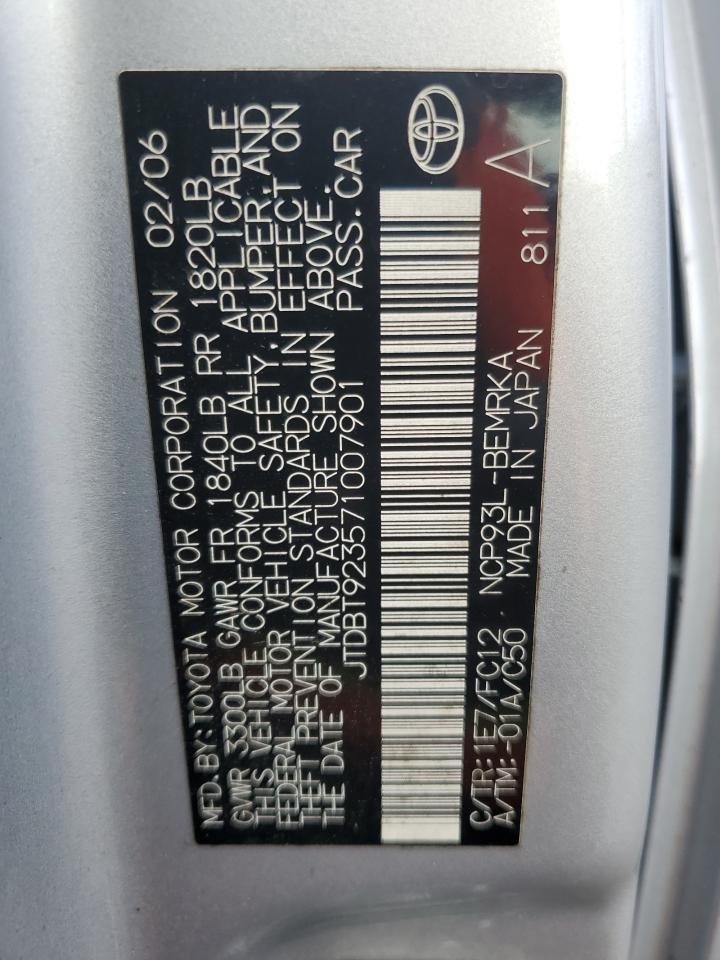 MFD.BY:TOYOTA MOTOR CORPORATION 02/06
GVWR 3300LB GAWR FR 1840LB RR 1820LB
THIS VEHICLE CONFORMS TO ALL APPLICABLE
FEDERAL MOTOR VEHICLE SAFETY,BUMPER,AND
THEFT PREVENTION STANDARDS IN EFFECT ON
THE DATE OF MANUFACTURE SHOWN ABOVE.
JTDBT923571007901 PASS.CAR
C/TR:1E7/FC12 NCP93L-BEMRKA
A/TM:-01A/C50 MADE IN JAPAN 811 A